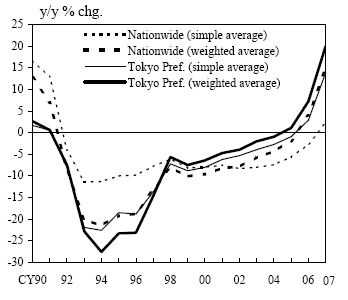 y/y % chg.
25
20
15
10
5
0
-5
-10
-15
-20
-25
-30
Nationwide (simple average)
Nationwide (weighted average)
Tokyo Pref. (simple average)
Tokyo Pref. (weighted average)
CY90 92 94 96 98 00 02 04 06 07